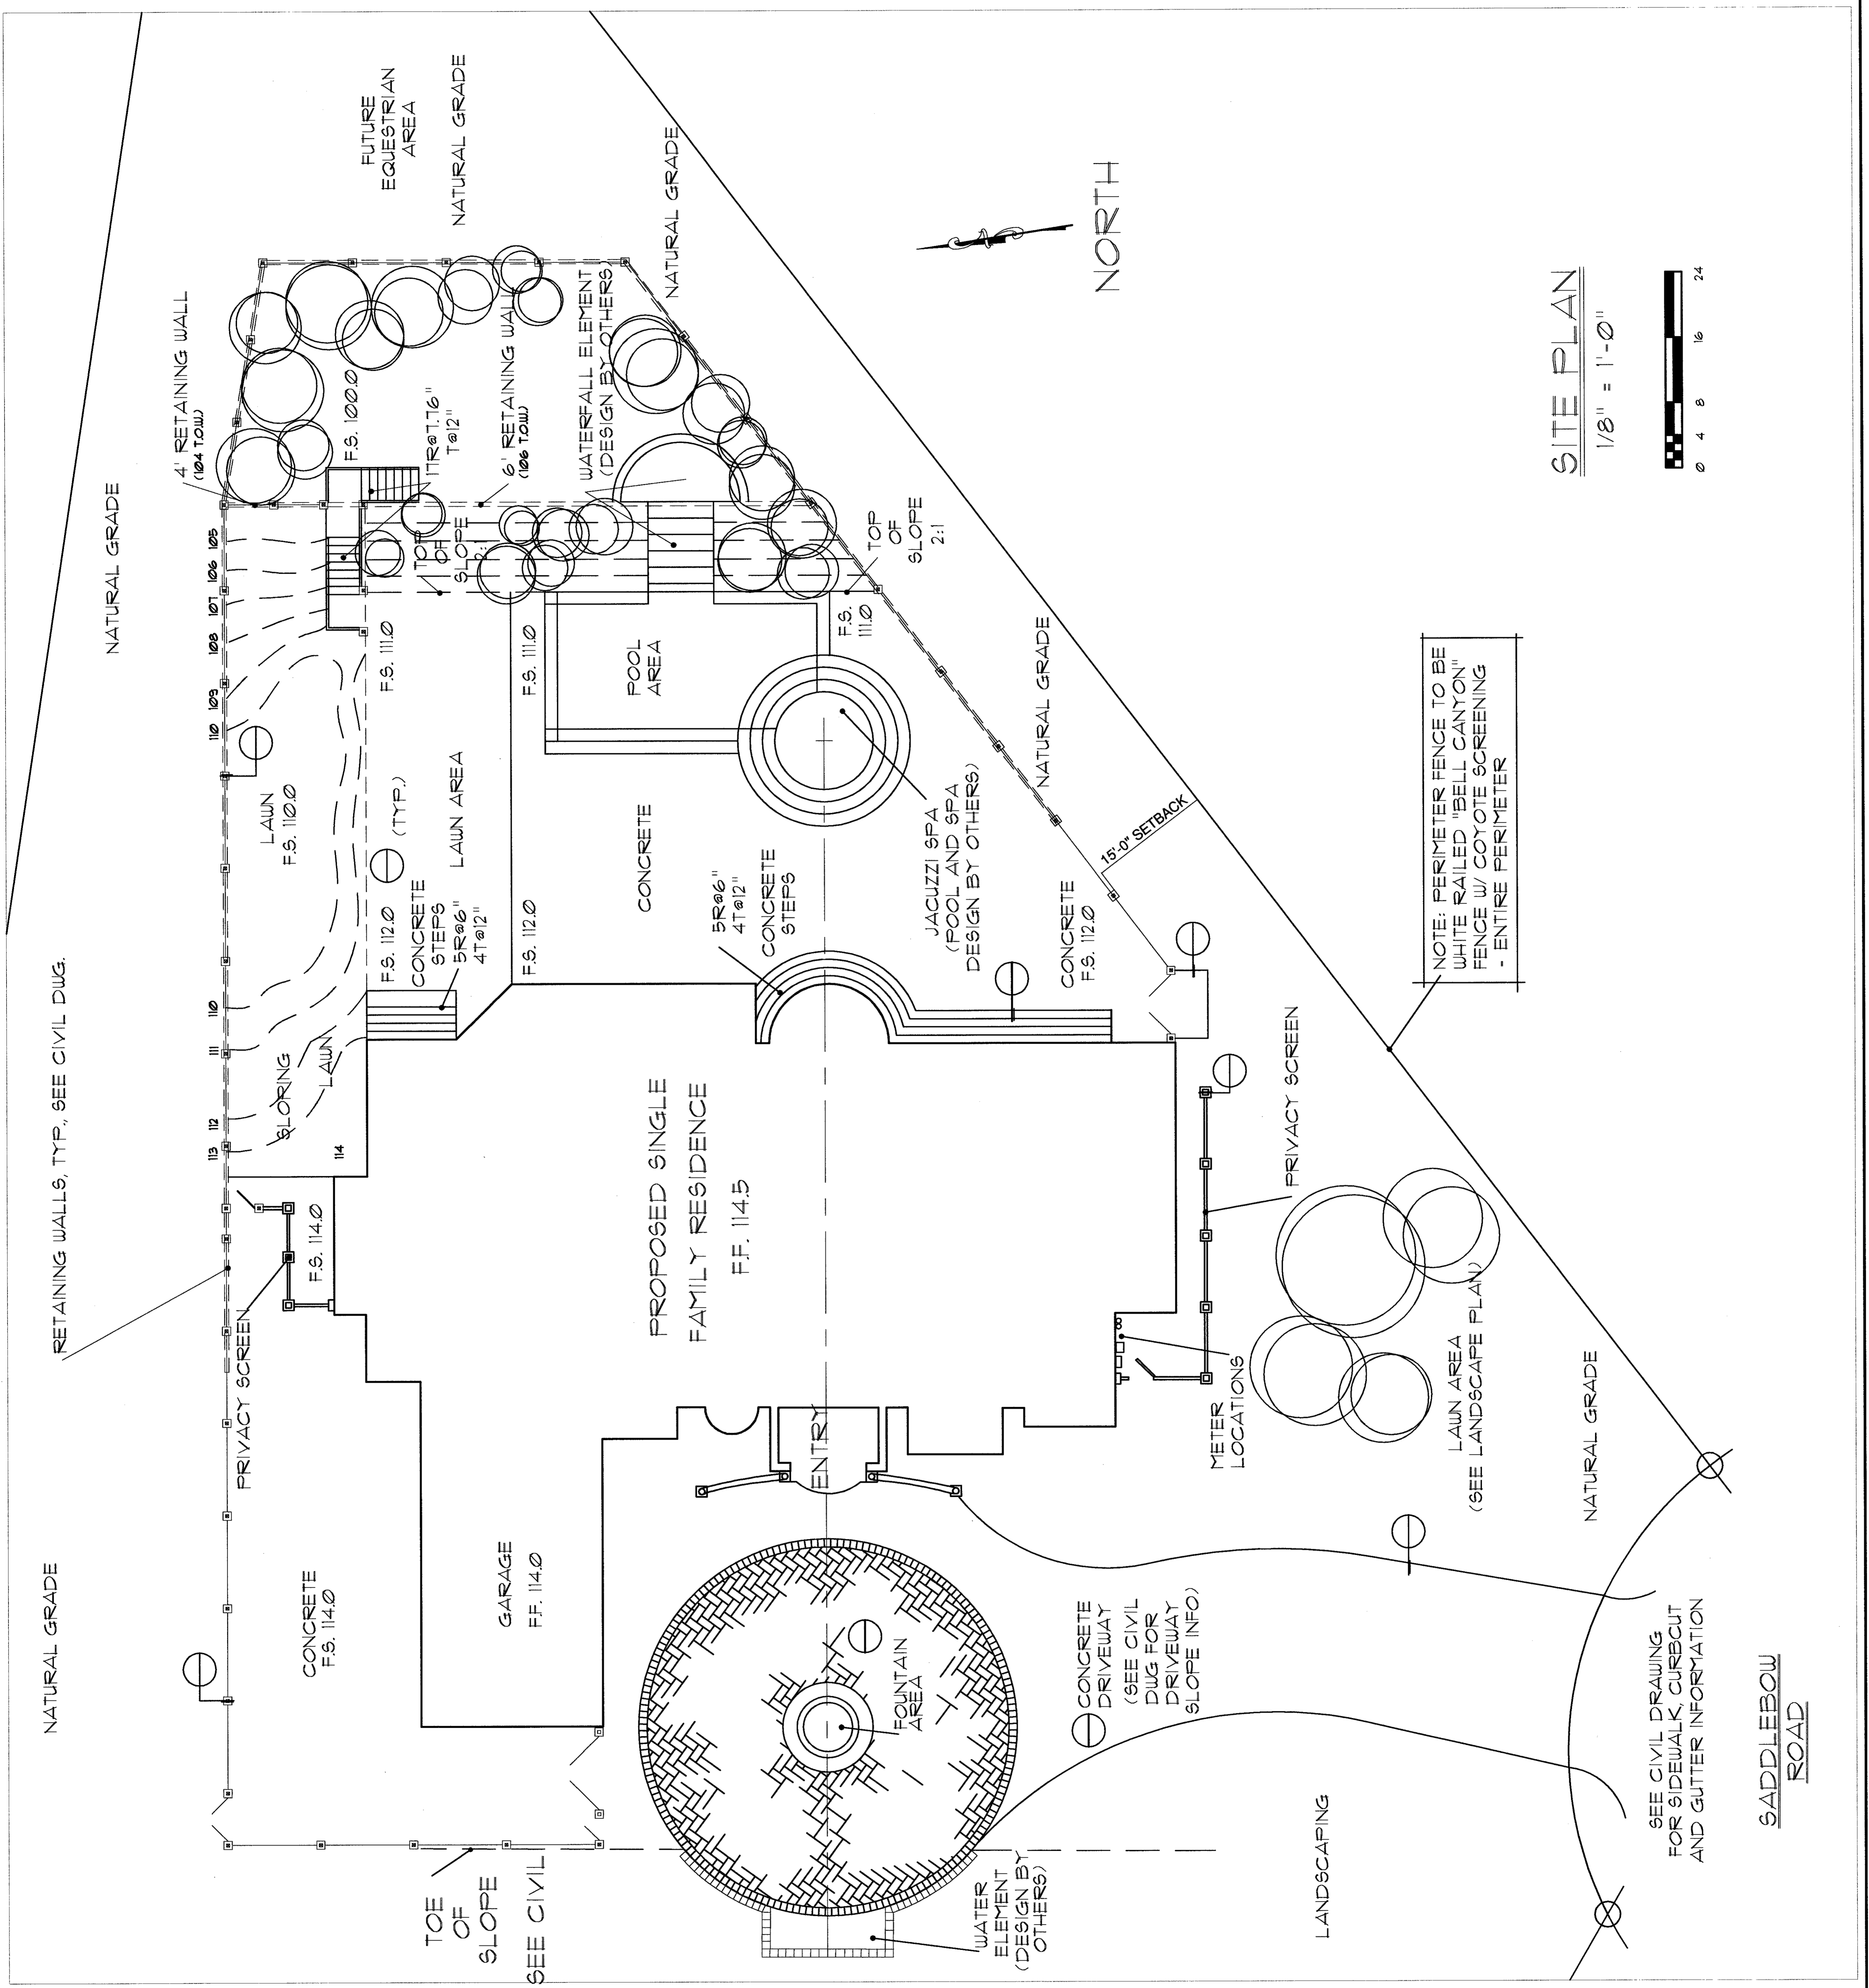 RETAINING WALLS, TYP., SEE CIVIL DWG.
NATURAL GRADE
NATURAL GRADE
4' RETAINING WALL
(104 T.O.W.)
FUTURE
EQUESTRIAN
AREA
NATURAL GRADE
NATURAL GRADE
F.S. 100.0
17R@7.76"
T@12"
6' RETAINING WALL
(106 T.O.W.)
WATERFALL ELEMENT
(DESIGN BY OTHERS)
105
106
107
108
109
110
TOP
OF
SLOPE
2:1
TOP
OF
SLOPE
2:1
LAWN
F.S. 110.0
(TYP.)
F.S. 111.0
LAWN AREA
F.S. 111.0
POOL
AREA
F.S.
111.0
F.S. 112.0
CONCRETE
STEPS
5R@6"
4T@12"
F.S. 112.0
CONCRETE
5R@6"
4T@12"
CONCRETE
STEPS
JACUZZI SPA
(POOL AND SPA
DESIGN BY OTHERS)
NATURAL GRADE
CONCRETE
F.S. 112.0
15'-0" SETBACK
110
111
112
113
114
SLORING
LAWN
PRIVACY SCREEN
F.S. 114.0
PROPOSED SINGLE
FAMILY RESIDENCE
F.F. 114.5
PRIVACY SCREEN
METER
LOCATIONS
LAWN AREA
(SEE LANDSCAPE PLAN)
NATURAL GRADE
ENTRY
NATURAL GRADE
CONCRETE
F.S. 114.0
GARAGE
F.F. 114.0
FOUNTAIN
AREA
CONCRETE
DRIVEWAY
(SEE CIVIL
DWG FOR
DRIVEWAY
SLOPE INFO)
TOE
OF
SLOPE
SEE CIVIL
WATER
ELEMENT
(DESIGN BY
OTHERS)
LANDSCAPING
SEE CIVIL DRAWING
FOR SIDEWALK, CURBCUT
AND GUTTER INFORMATION
SADDLEBOW
ROAD
NOTE: PERIMETER FENCE TO BE
WHITE RAILED "BELL CANYON"
FENCE W/ COYOTE SCREENING
- ENTIRE PERIMETER
NORTH
SITE PLAN
1/8" = 1'-0"
0 4 8 16 24